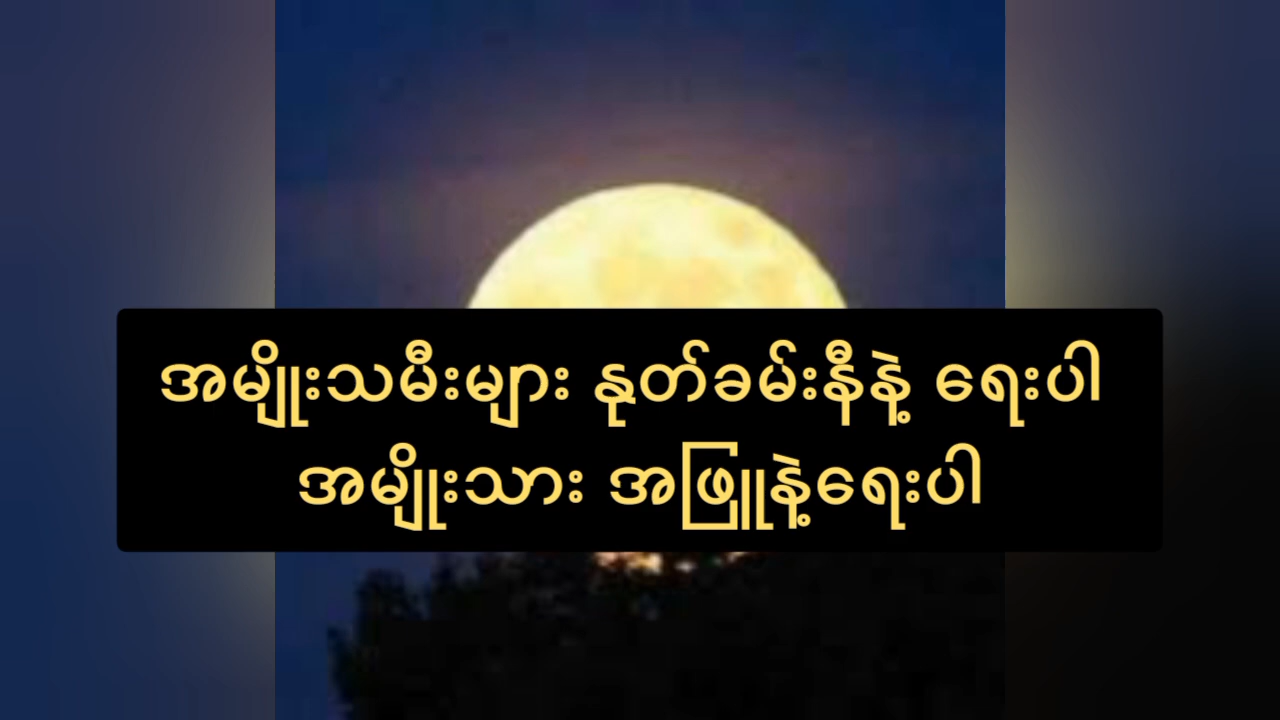 အမျိုးသမီးများ နုတ်ခမ်းနီနဲ့ ရေးပါ
အမျိုးသား အဖြူနဲ့ရေးပါ